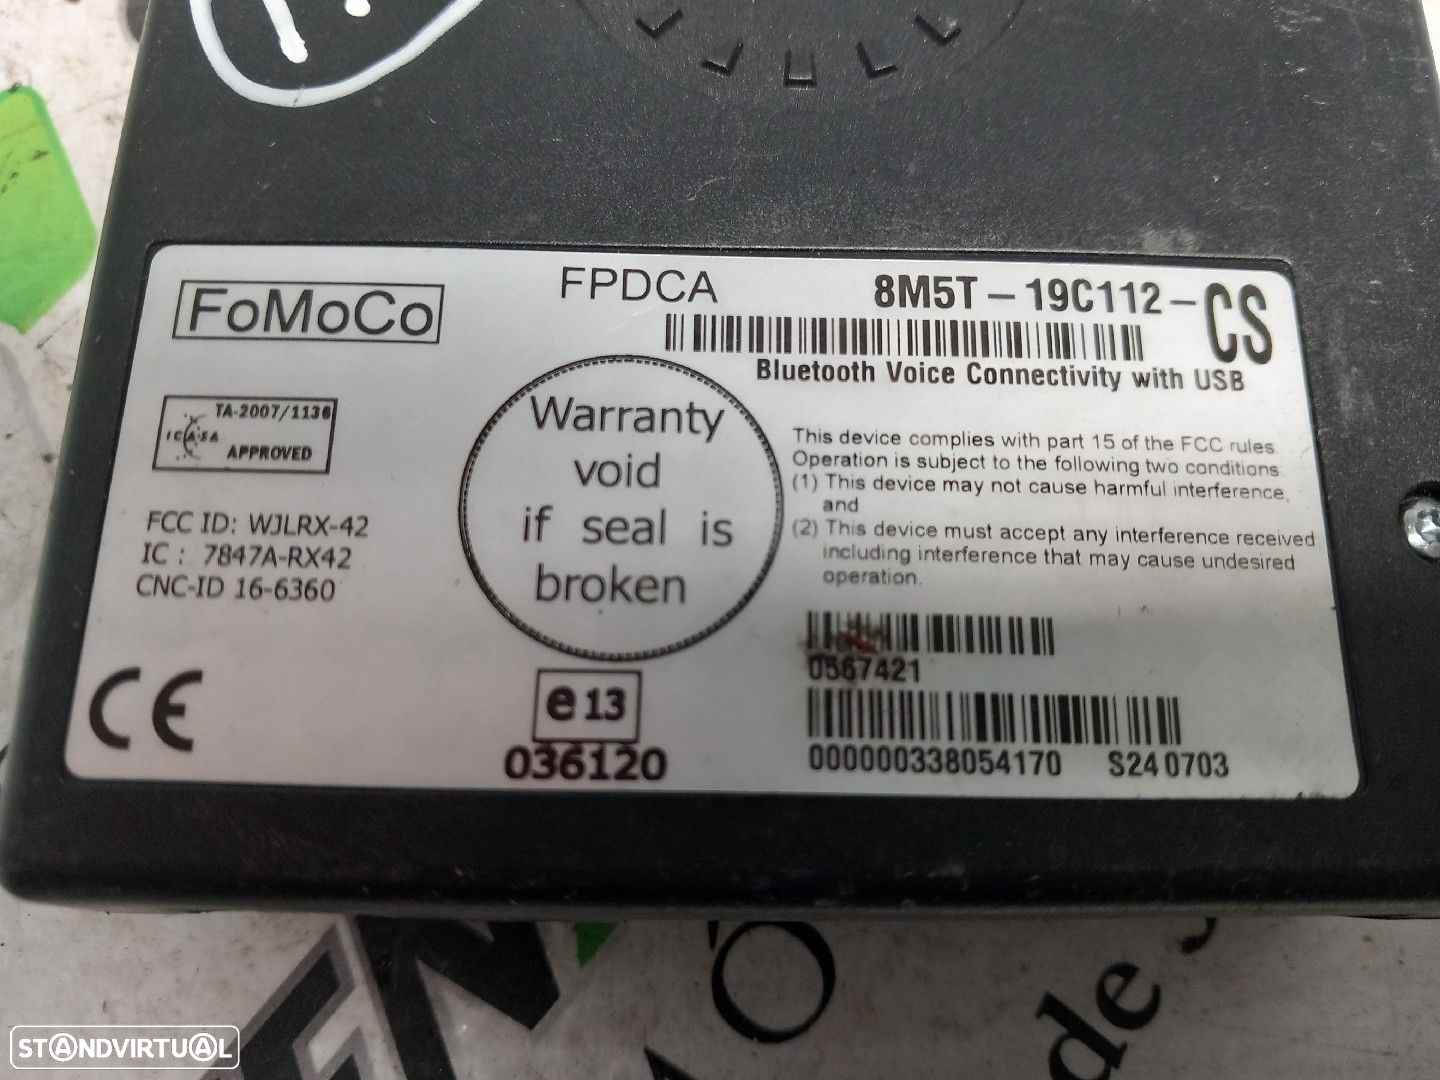 FoMoCo
FPDCA
8M5T-19C112-CS
Bluetooth Voice Connectivity with USB
TA-2007/1136
ICASA
APPROVED
FCC ID: WJLRX-42
IC : 7847A-RX42
CNC-ID 16-6360
CE
Warranty
void
if seal is
broken
e13
036120
This device complies with part 15 of the FCC rules
Operation is subject to the following two conditions
(1) This device may not cause harmful interference,
and
(2) This device must accept any interference received
including interference that may cause undesired
operation.
0567421
000000338054170 S240703
de
STANDVIRTUAL